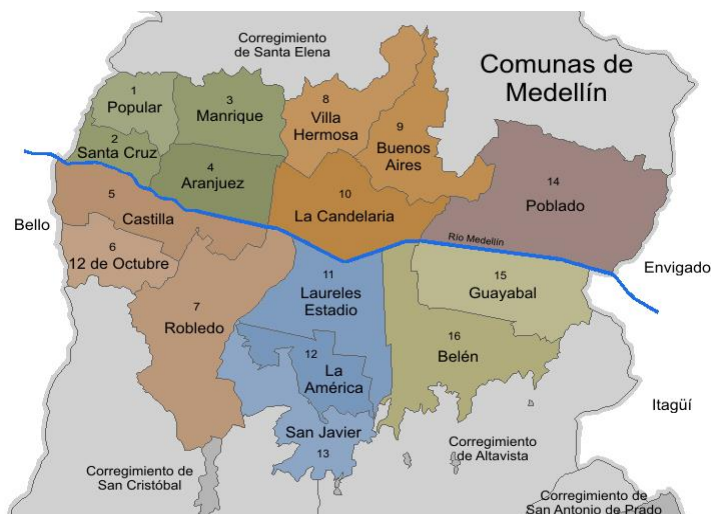 Corregimiento
de Santa Elena
Comunas de
Medellín
1
Popular
3
Manrique
8
Villa
Hermosa
9
Buenos
Aires
2
Santa Cruz
4
Aranjuez
14
Poblado
10
La Candelaria
5
Castilla
Bello
6
12 de Octubre
Río Medellín
Envigado
11
Laureles
Estadio
15
Guayabal
7
Robledo
16
Belén
12
La
América
Itagüí
San Javier
13
Corregimiento
de Altavista
Corregimiento de
San Cristóbal
Corregimiento de
San Antonio de Prado